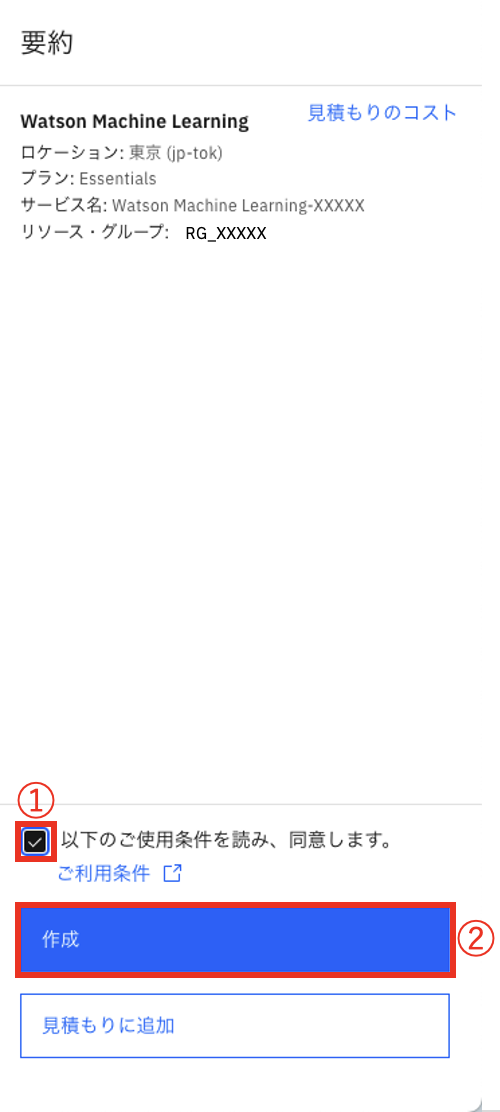 要約
Watson Machine Learning
見積もりのコスト
ロケーション: 東京 (jp-tok)
プラン: Essentials
サービス名: Watson Machine Learning-XXXXX
リソース・グループ: RG_XXXXX
①
以下のご使用条件を読み、同意します。
ご利用条件
作成
②
見積もりに追加